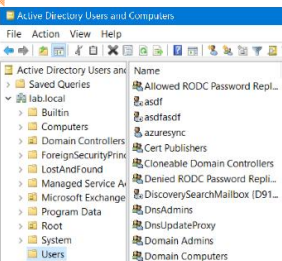 Active Directory Users and Computers
File Action View Help
Active Directory Users and
Saved Queries
lab.local
Builtin
Computers
Domain Controllers
ForeignSecurityPrinc
LostAndFound
Managed Service A
Microsoft Exchange
Program Data
Root
System
Users
Name
Allowed RODC Password Repl...
asdf
asdfasdf
azuresync
Cert Publishers
Cloneable Domain Controllers
Denied RODC Password Repli...
DiscoverySearchMailbox {D91...
DnsAdmins
DnsUpdateProxy
Domain Admins
Domain Computers